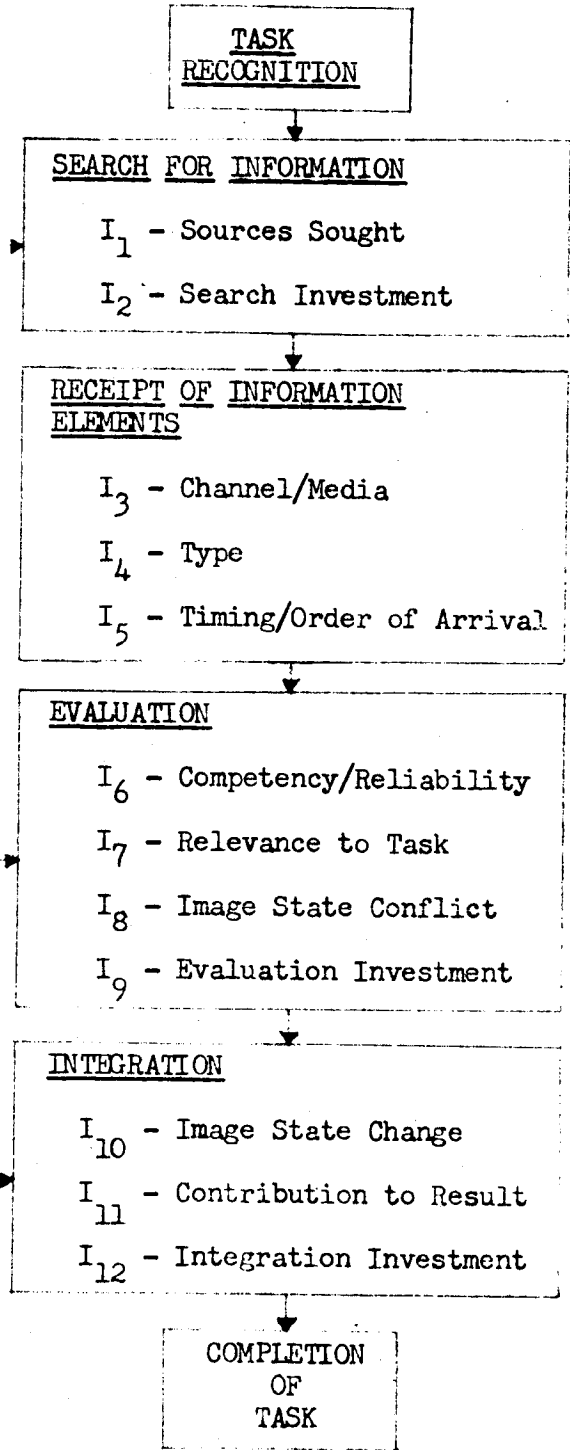 TASK
RECOGNITION
SEARCH FOR INFORMATION
I1 - Sources Sought
I2 - Search Investment
RECEIPT OF INFORMATION
ELEMENTS
I3 - Channel/Media
I4 - Type
I5 - Timing/Order of Arrival
EVALUATION
I6 - Competency/Reliability
I7 - Relevance to Task
I8 - Image State Conflict
I9 - Evaluation Investment
INTEGRATION
I10 - Image State Change
I11 - Contribution to Result
I12 - Integration Investment
COMPLETION
OF
TASK